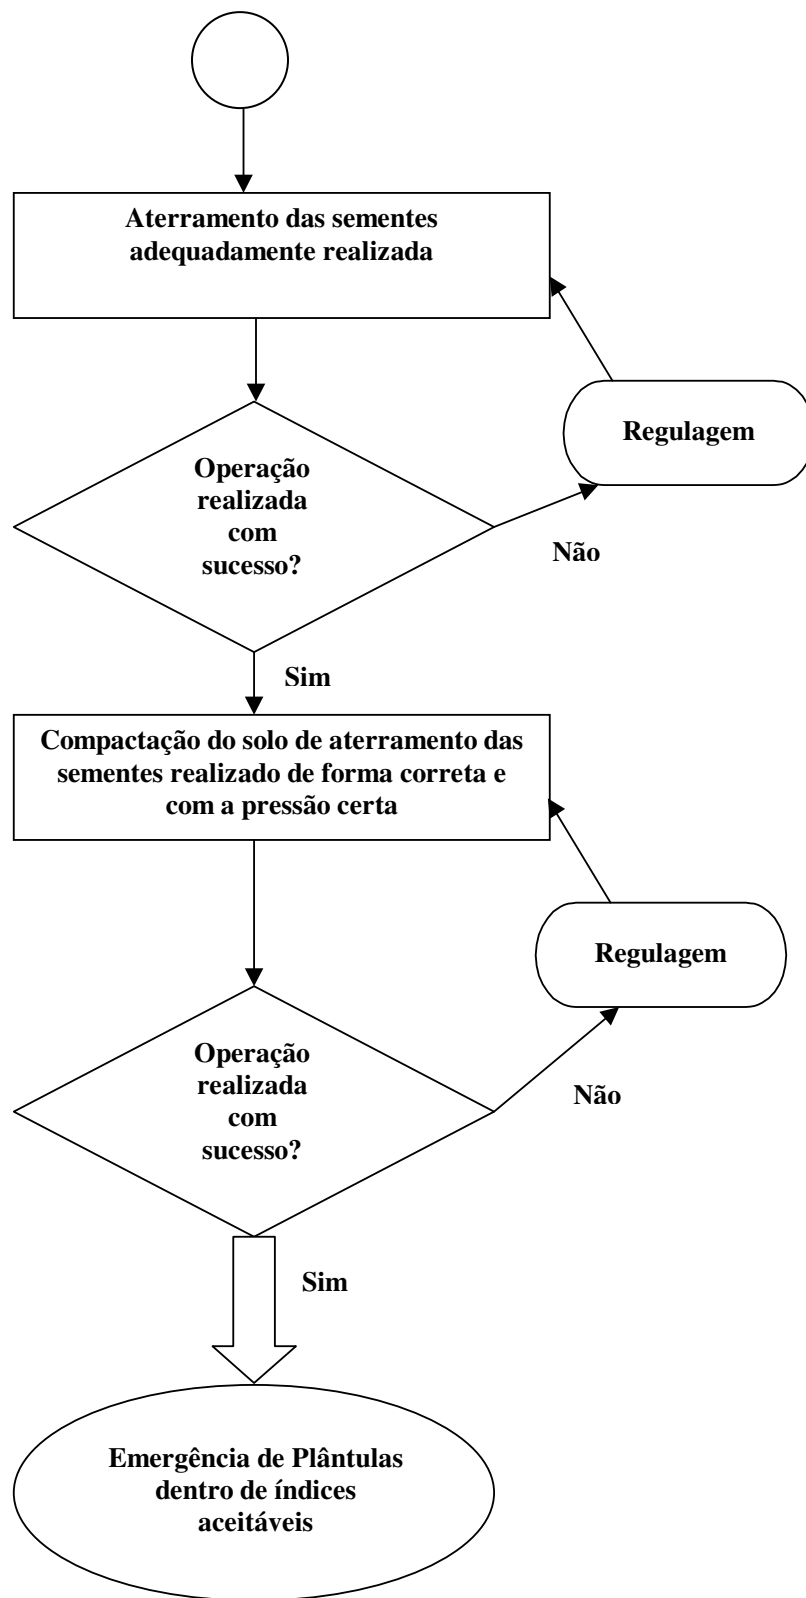 Aterramento das sementes
adequadamente realizada
Regulagem
Operação
realizada
com
sucesso?
Não
Sim
Compactação do solo de aterramento das
sementes realizado de forma correta e
com a pressão certa
Regulagem
Operação
realizada
com
sucesso?
Não
Sim
Emergência de Plântulas
dentro de índices
aceitáveis